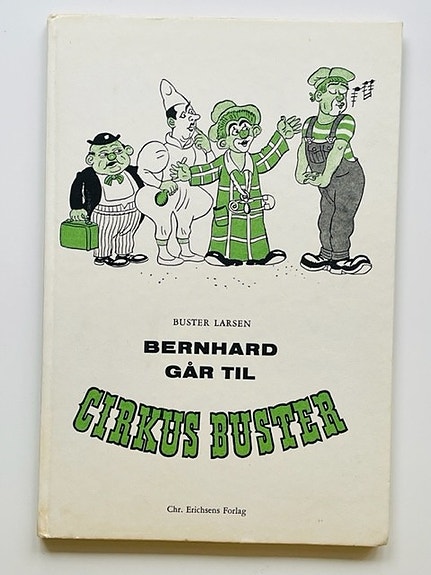 BUSTER LARSEN
BERNHARD
GÅR TIL
CIRKUS BUSTER
Chr. Erichsens Forlag